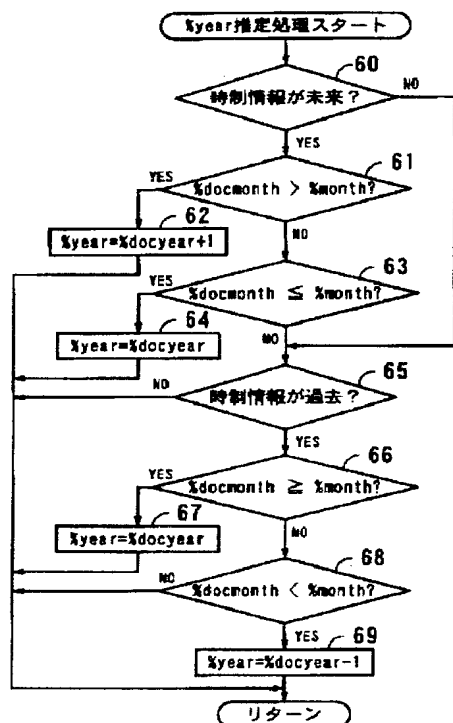 %year推定処理スタート
60
時制情報が未来?
NO
YES
61
%docmonth > %month?
YES
62
%year=%docyear+1
NO
63
%docmonth ≦ %month?
YES
64
%year=%docyear
NO
65
時制情報が過去?
NO
YES
66
%docmonth ≧ %month?
YES
67
%year=%docyear
NO
68
%docmonth < %month?
NO
YES
69
%year=%docyear-1
リターン